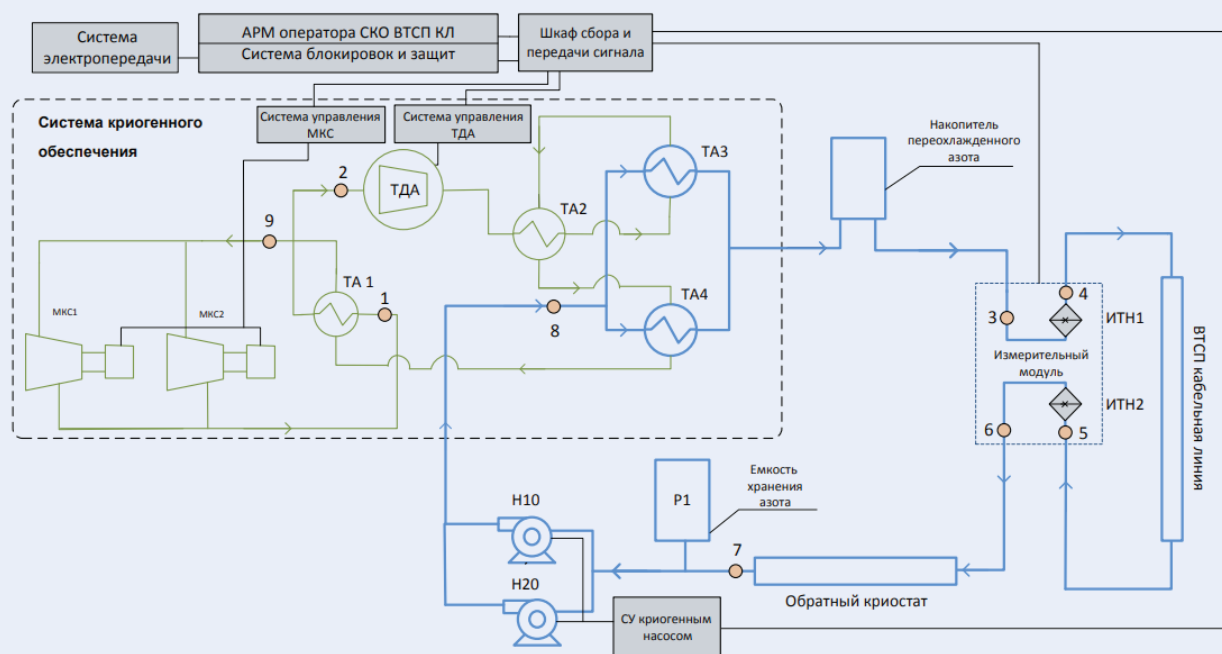 Система
электропередачи
АРМ оператора СКО ВТСП КЛ
Система блокировок и защит
Шкаф сбора и
передачи сигнала
Система криогенного
обеспечения
Система управления
МКС
Система управления
ТДА
Накопитель
переохлажденного
азота
2
ТДА
ТА2
ТА3
9
ТА 1
1
МКС1
МКС2
8
ТА4
3
4
ИТН1
Измерительный
модуль
ИТН2
6
5
ВТСП кабельная линия
Н10
Р1
Емкость
хранения
азота
7
Обратный криостат
Н20
СУ криогенным
насосом